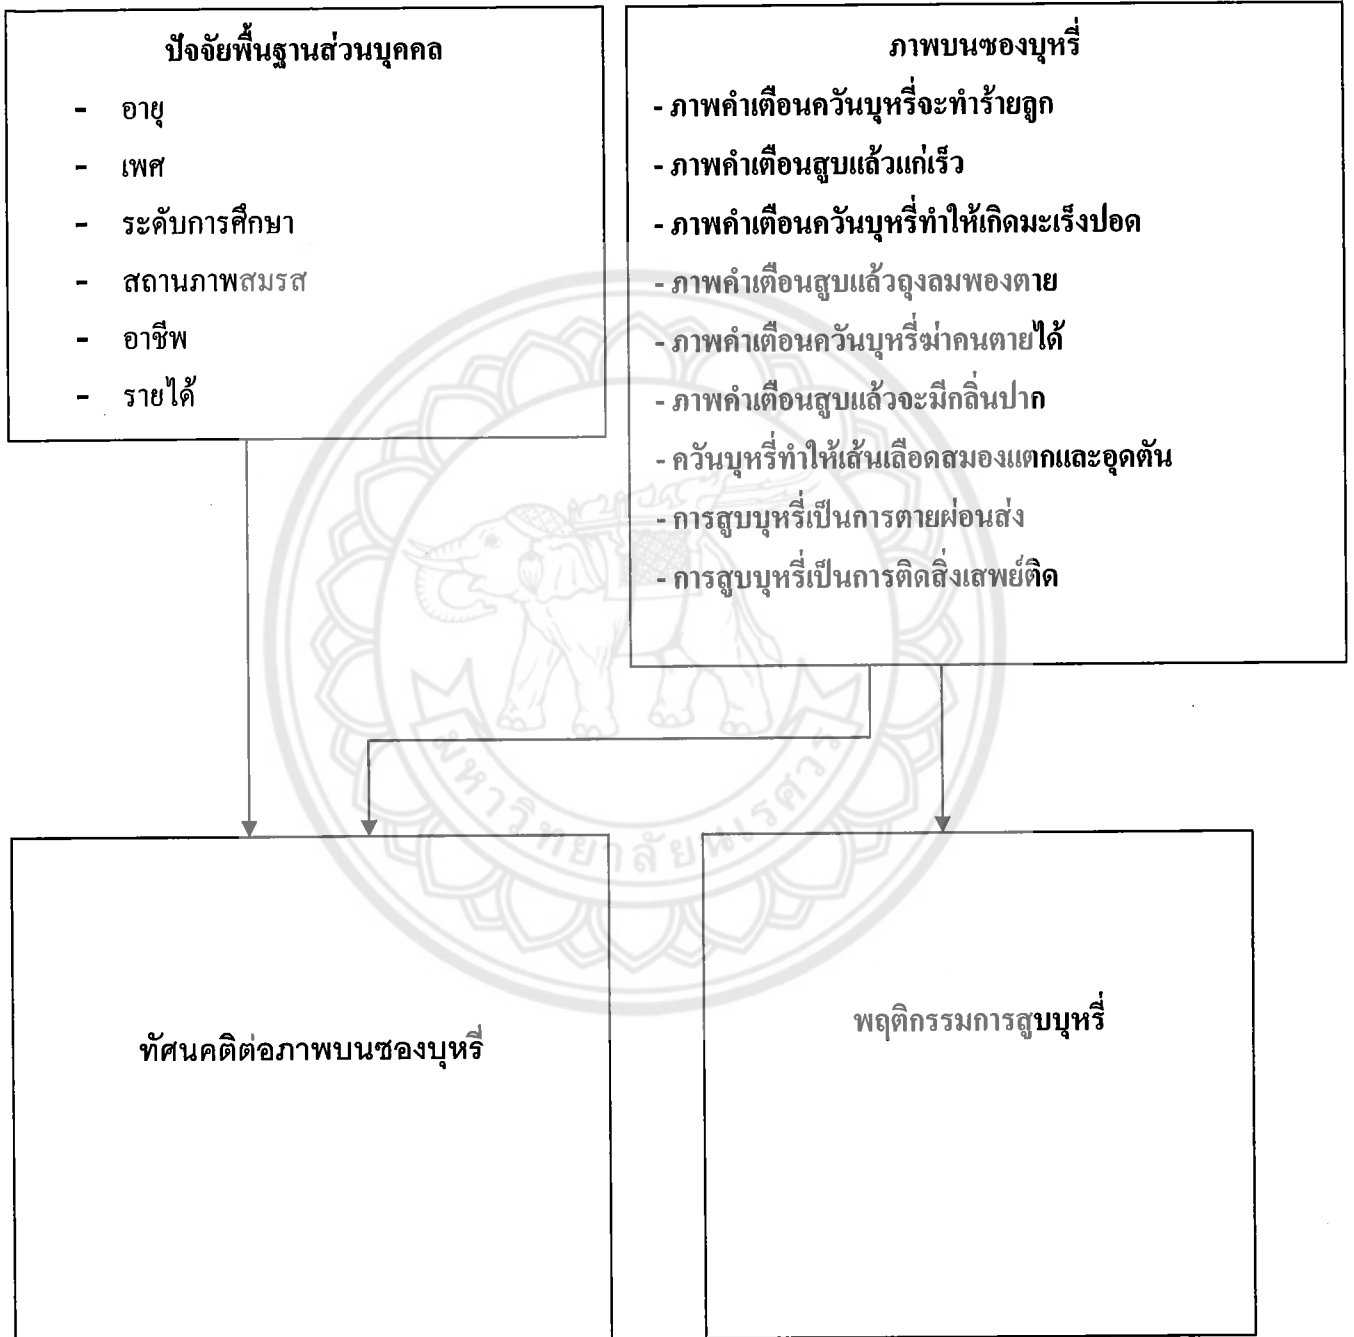 ปัจจัยพื้นฐานส่วนบุคคล
- อายุ
- เพศ
- ระดับการศึกษา
- สถานภาพสมรส
- อาชีพ
- รายได้
ภาพบนซองบุหรี่
- ภาพคำเตือนควันบุหรี่จะทำร้ายลูก
- ภาพคำเตือนสูบแล้วแก่เร็ว
- ภาพคำเตือนควันบุหรี่ทำให้เกิดมะเร็งปอด
- ภาพคำเตือนสูบแล้วถุงลมพองตาย
- ภาพคำเตือนควันบุหรี่ฆ่าคนตายได้
- ภาพคำเตือนสูบแล้วจะมีกลิ่นปาก
- ควันบุหรี่ทำให้เส้นเลือดสมองแตกและอุดตัน
- การสูบบุหรี่เป็นการตายผ่อนส่ง
- การสูบบุหรี่เป็นการติดสิ่งเสพย์ติด
มหาวิทยาลัยนเรศวร
ทัศนคติต่อภาพบนซองบุหรี่
พฤติกรรมการสูบบุหรี่